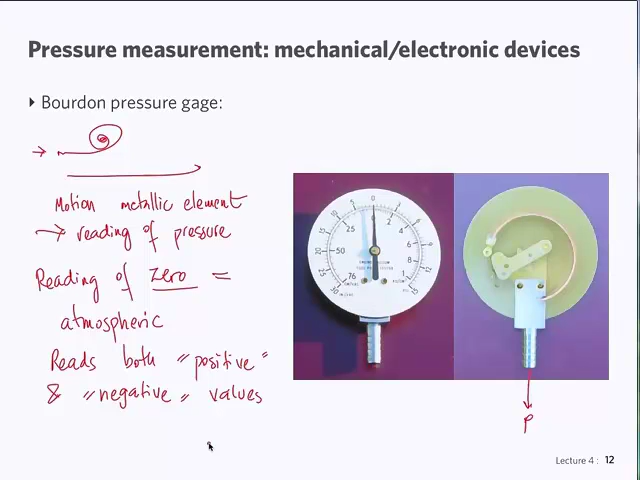 Pressure measurement: mechanical/electronic devices
Bourdon pressure gage:
Motion metallic element
→ reading of pressure
Reading of zero =
atmospheric
Reads both "positive"
& "negative" values
P
Lecture 4 : 12